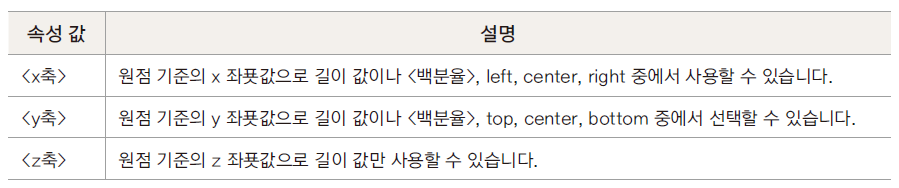 속성 값 설명
<x축> 원점 기준의 x 좌푯값으로 길이 값이나 <백분율>, left, center, right 중에서 사용할 수 있습니다.
<y축> 원점 기준의 y 좌푯값으로 길이 값이나 <백분율>, top, center, bottom 중에서 선택할 수 있습니다.
<z축> 원점 기준의 z 좌푯값으로 길이 값만 사용할 수 있습니다.